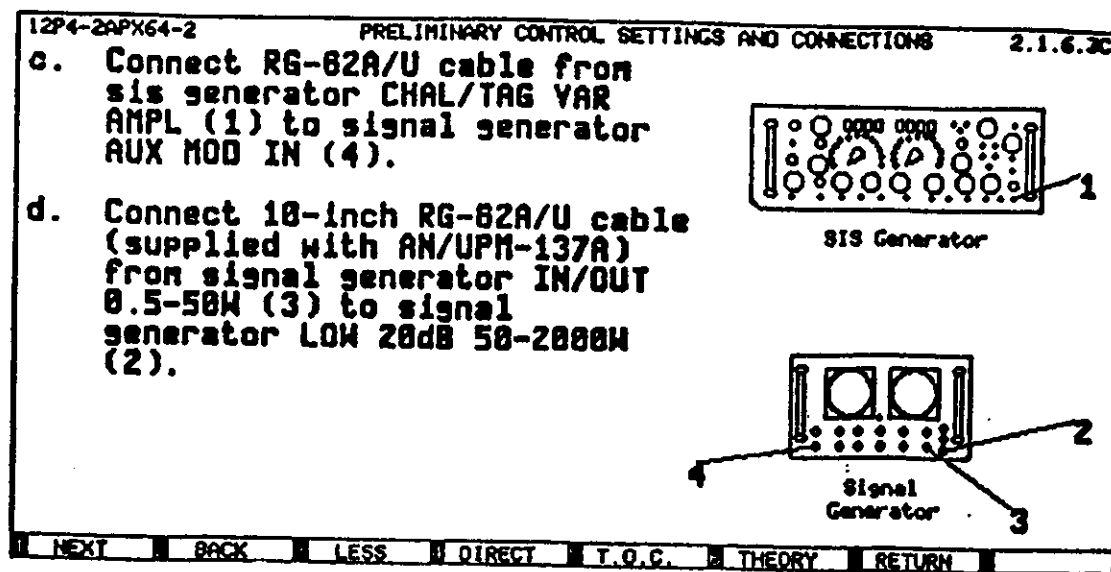 12P4-2APX64-2 PRELIMINARY CONTROL SETTINGS AND CONNECTIONS 2.1.6.3C
c. Connect RG-62A/U cable from
sis generator CHAL/TAG VAR
AMPL (1) to signal generator
AUX MOD IN (4).
d. Connect 10-inch RG-62A/U cable
(supplied with AN/UPM-137A)
from signal generator IN/OUT
0.5-50W (3) to signal
generator LOW 20dB 50-2000W
(2).
1
SIS Generator
2
4
3
Signal
Generator
NEXT BACK LESS DIRECT T.O.C. THEORY RETURN